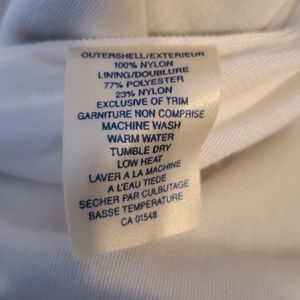 OUTERSHELL/EXTERIEUR
100% NYLON
LINING/DOUBLURE
77% POLYESTER
23% NYLON
EXCLUSIVE OF TRIM
GARNITURE NON COMPRISE
MACHINE WASH
WARM WATER
TUMBLE DRY
LOW HEAT
LAVER A LA MACHINE
A L'EAU TIEDE
SECHER PAR CULBUTAGE
BASSE TEMPERATURE
CA 01548